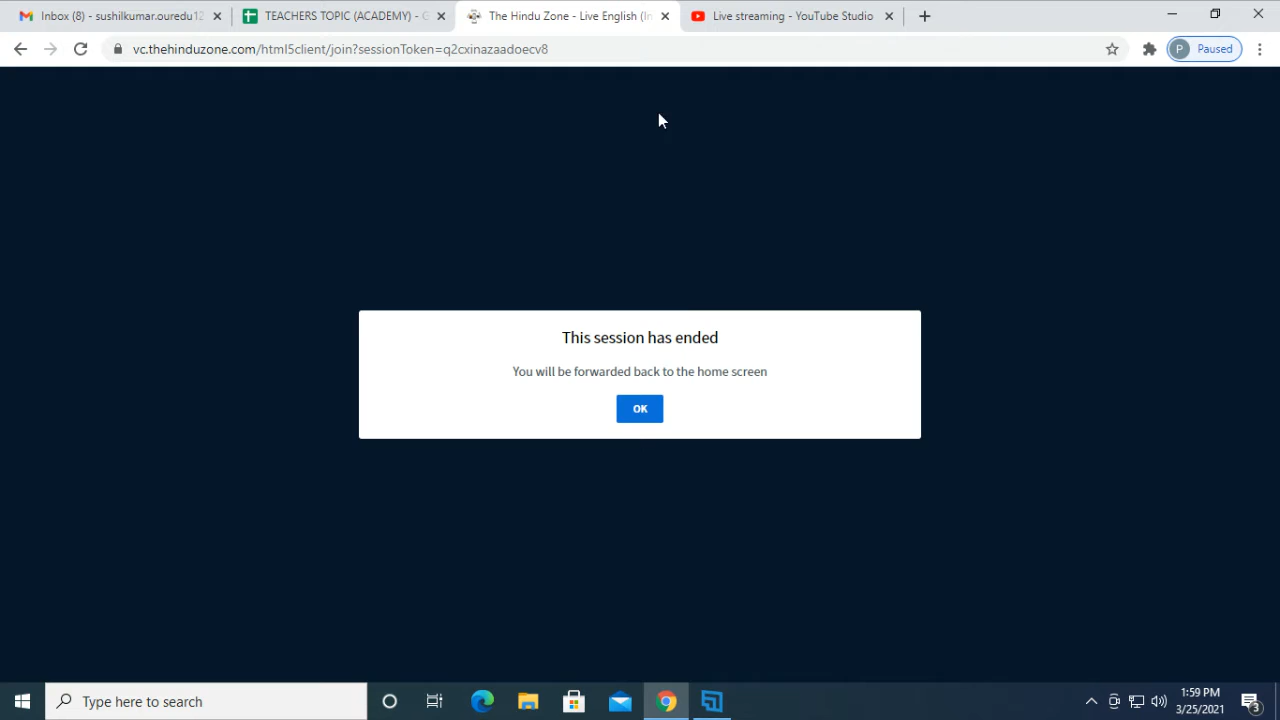 Inbox (8) - sushilkumar.ouredu12
TEACHERS TOPIC (ACADEMY) - G
The Hindu Zone - Live English (In
Live streaming - YouTube Studio
vc.thehinduzone.com/html5client/join?sessionToken=q2cxinazaadoecv8
P Paused
This session has ended
You will be forwarded back to the home screen
OK
Type here to search
1:59 PM
3/25/2021
3